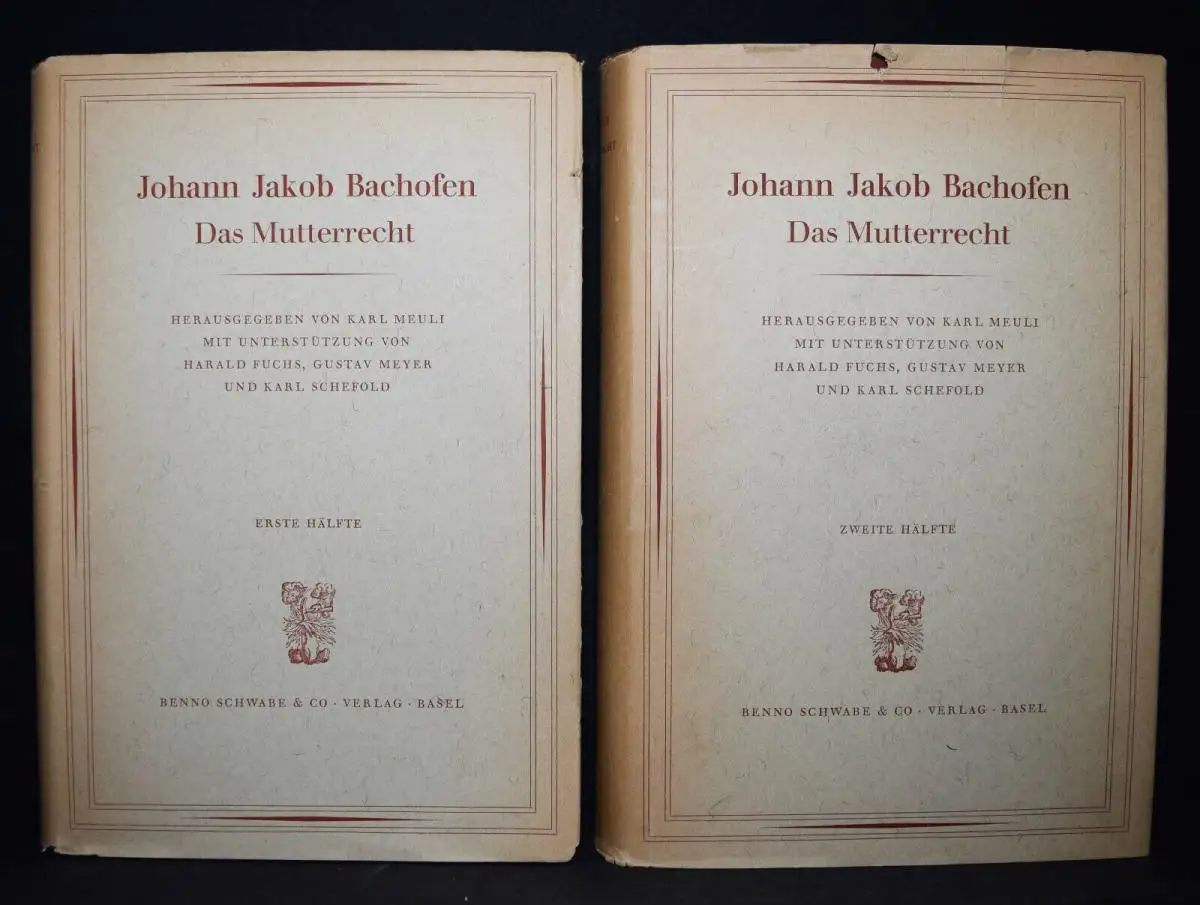 Johann Jakob Bachofen
Das Mutterrecht
HERAUSGEGEBEN VON KARL MEULI
MIT UNTERSTÜTZUNG VON
HARALD FUCHS, GUSTAV MEYER
UND KARL SCHEFOLD
ERSTE HÄLFTE
BENNO SCHWABE & CO · VERLAG · BASEL
Johann Jakob Bachofen
Das Mutterrecht
HERAUSGEGEBEN VON KARL MEULI
MIT UNTERSTÜTZUNG VON
HARALD FUCHS, GUSTAV MEYER
UND KARL SCHEFOLD
ZWEITE HÄLFTE
BENNO SCHWABE & CO · VERLAG · BASEL